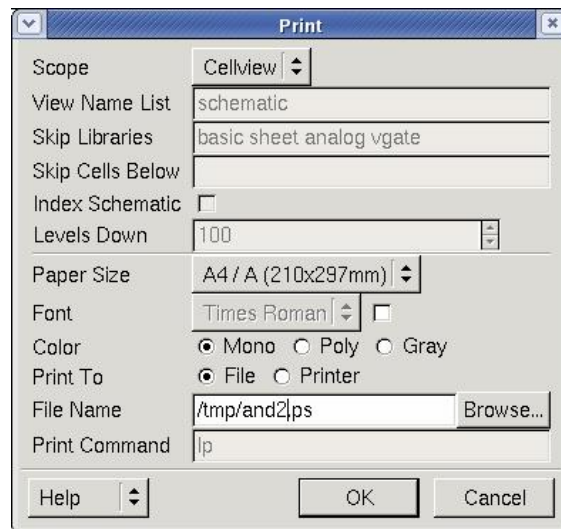 Print
Scope Cellview
View Name List schematic
Skip Libraries basic sheet analog vgate
Skip Cells Below
Index Schematic
Levels Down 100
Paper Size A4 / A (210x297mm)
Font Times Roman
Color Mono Poly Gray
Print To File Printer
File Name /tmp/and2.ps Browse...
Print Command lp
Help OK Cancel